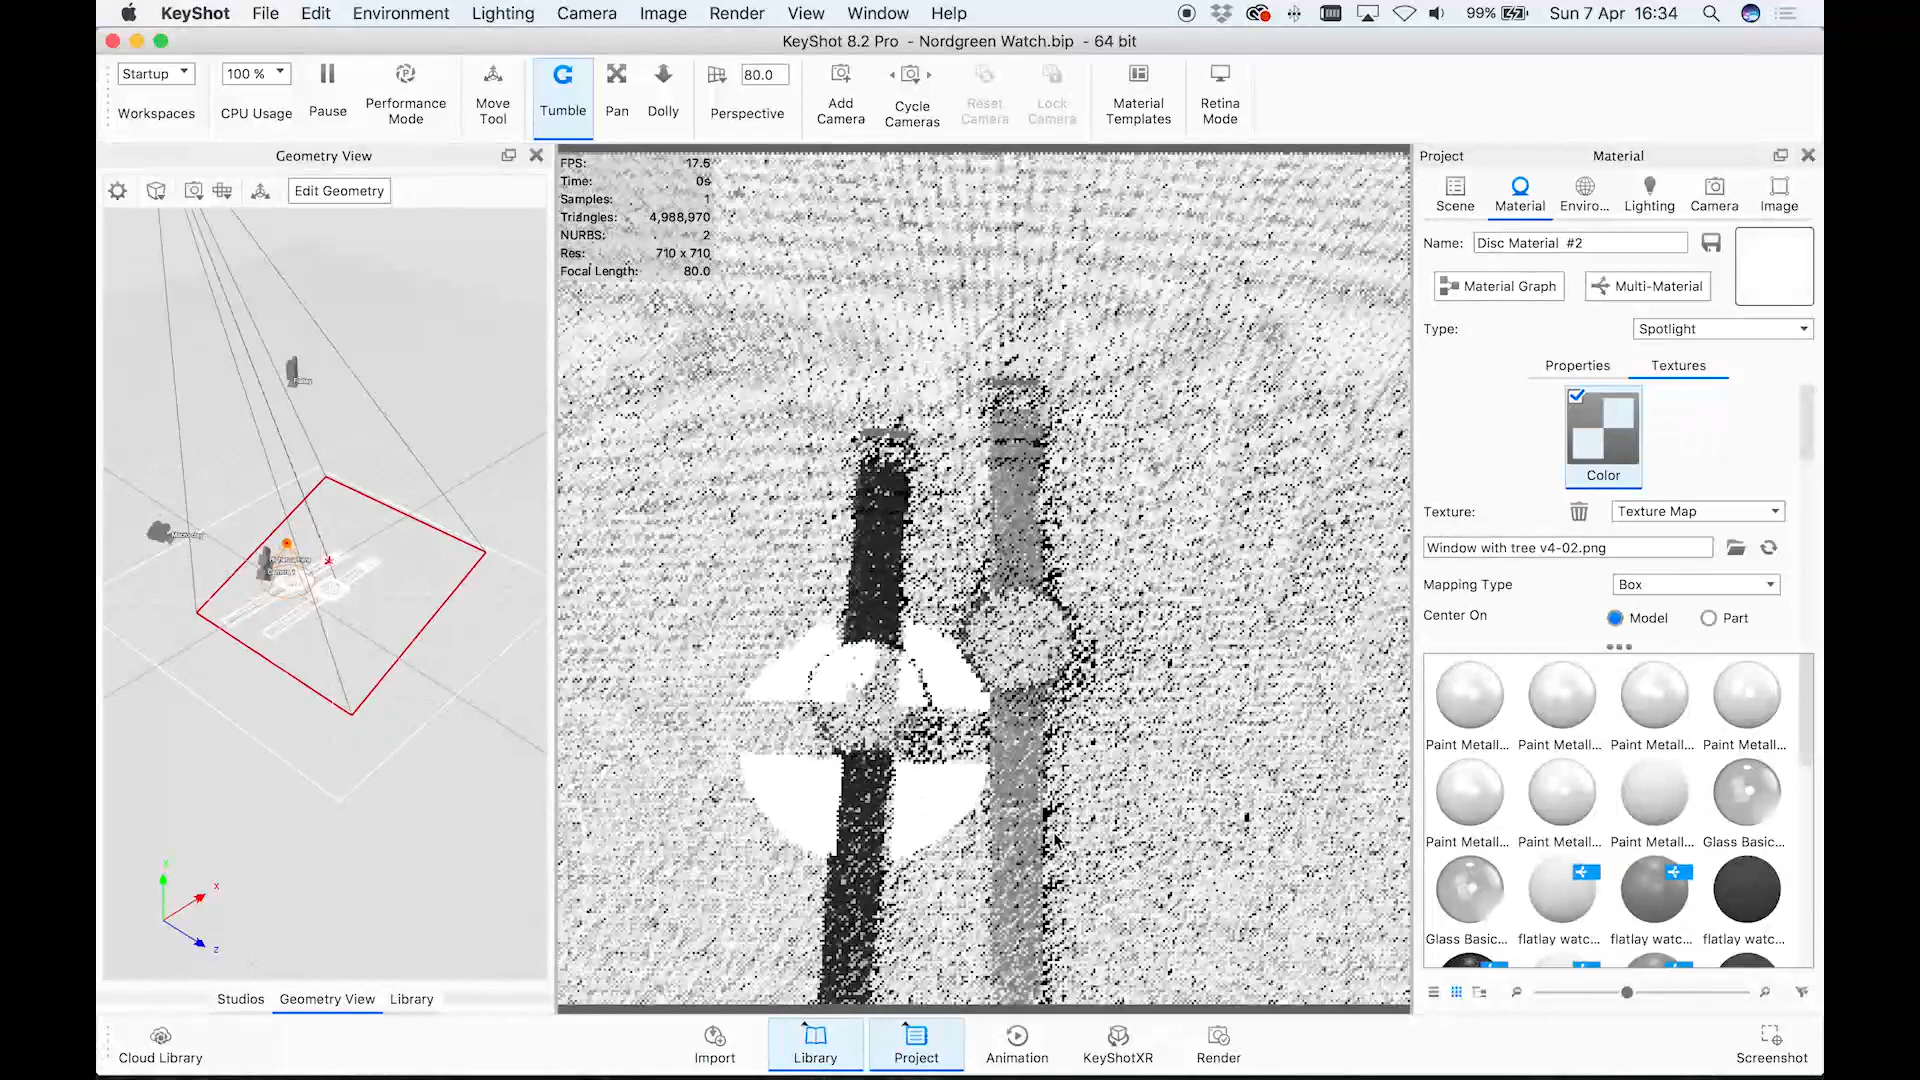 KeyShot File Edit Environment Lighting Camera Image Render View Window Help 99% Sun 7 Apr 16:34
KeyShot 8.2 Pro - Nordgreen Watch.bip - 64 bit
Startup 100 % 80.0
Workspaces CPU Usage Pause Performance Mode Move Tool Tumble Pan Dolly Perspective Add Camera Cycle Cameras Reset Camera Lock Camera Material Templates Retina Mode
Geometry View
Edit Geometry
FPS: 17.5
Time: 0s
Samples: 1
Triangles: 4,988,970
NURBS: 2
Res: 710 x 710
Focal Length: 80.0
Project Material
Scene Material Enviro... Lighting Camera Image
Name: Disc Material #2
Material Graph Multi-Material
Type: Spotlight
Properties Textures
Color
Texture: Texture Map
Window with tree v4-02.png
Mapping Type Box
Center On Model Part
Paint Metall... Paint Metall... Paint Metall... Paint Metall...
Paint Metall... Paint Metall... Paint Metall... Glass Basic...
Glass Basic... flatlay watc... flatlay watc... flatlay watc...
Y
X
Z
Studios Geometry View Library
Cloud Library Import Library Project Animation KeyShotXR Render Screenshot